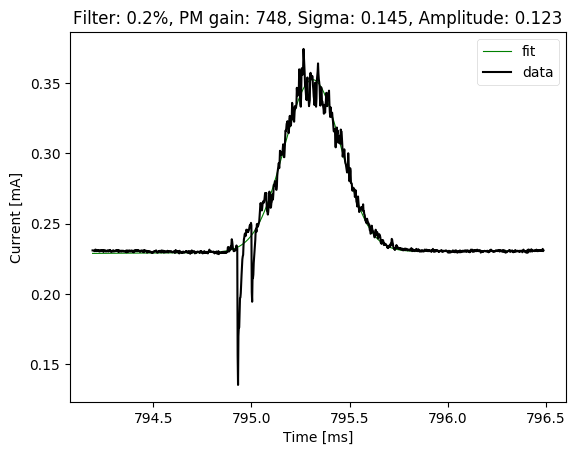 Filter: 0.2%, PM gain: 748, Sigma: 0.145, Amplitude: 0.123
fit
data
0.35
0.30
0.25
0.20
0.15
Current [mA]
794.5 795.0 795.5 796.0 796.5
Time [ms]